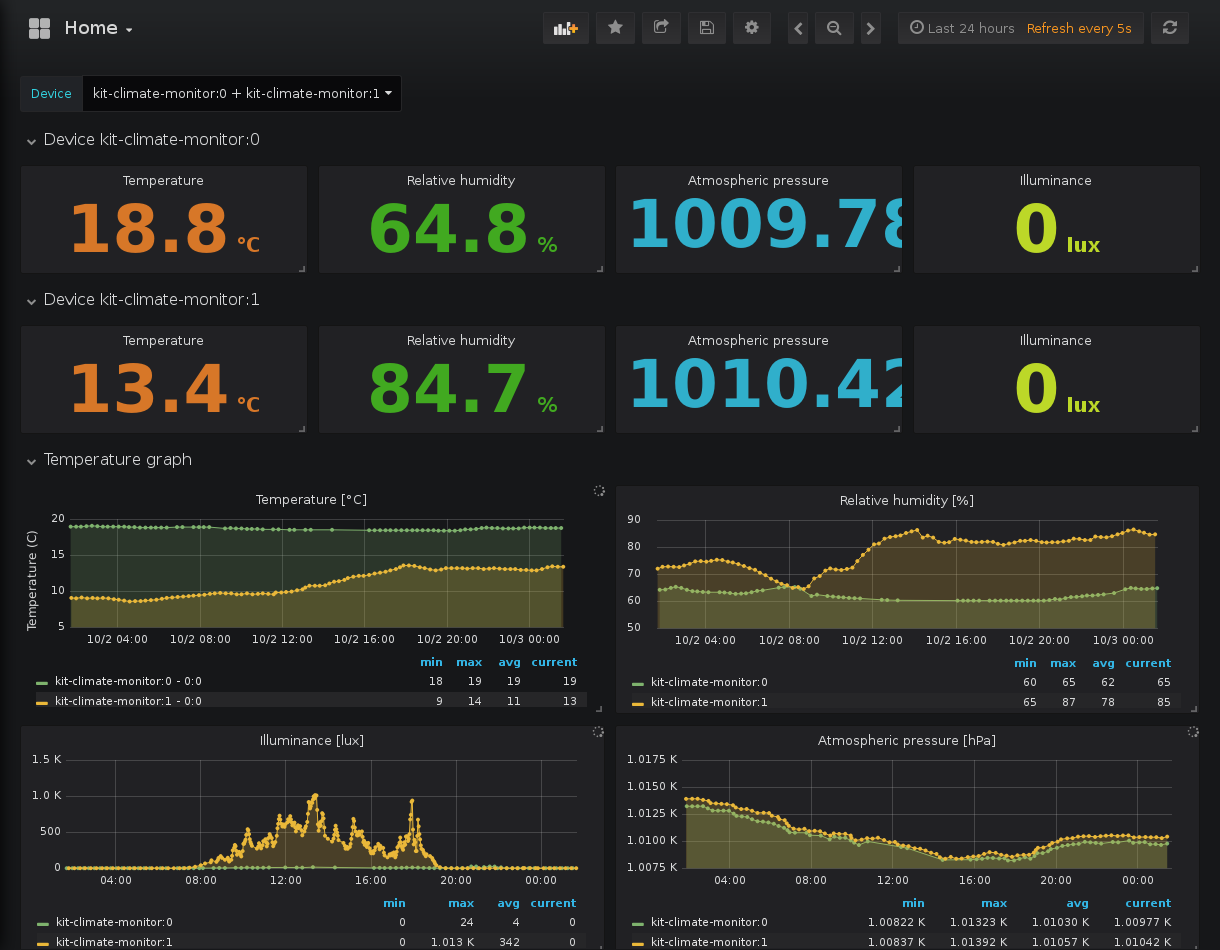 Home
Last 24 hours Refresh every 5s
Device kit-climate-monitor:0 + kit-climate-monitor:1
Device kit-climate-monitor:0
Temperature Relative humidity Atmospheric pressure Illuminance
18.8 °C 64.8 % 1009.78 0 lux
Device kit-climate-monitor:1
Temperature Relative humidity Atmospheric pressure Illuminance
13.4 °C 84.7 % 1010.42 0 lux
Temperature graph
Temperature [°C]
Temperature (C)
20
15
10
5
10/2 04:00 10/2 08:00 10/2 12:00 10/2 16:00 10/2 20:00 10/3 00:00
min max avg current
kit-climate-monitor:0 - 0:0 18 19 19 19
kit-climate-monitor:1 - 0:0 9 14 11 13
Relative humidity [%]
90
80
70
60
50
10/2 04:00 10/2 08:00 10/2 12:00 10/2 16:00 10/2 20:00 10/3 00:00
min max avg current
kit-climate-monitor:0 60 65 62 65
kit-climate-monitor:1 65 87 78 85
Illuminance [lux]
1.5 K
1.0 K
500
0
04:00 08:00 12:00 16:00 20:00 00:00
min max avg current
kit-climate-monitor:0 0 24 4 0
kit-climate-monitor:1 0 1.013 K 342 0
Atmospheric pressure [hPa]
1.0175 K
1.0150 K
1.0125 K
1.0100 K
1.0075 K
04:00 08:00 12:00 16:00 20:00 00:00
min max avg current
kit-climate-monitor:0 1.00822 K 1.01323 K 1.01030 K 1.00977 K
kit-climate-monitor:1 1.00837 K 1.01392 K 1.01057 K 1.01042 K